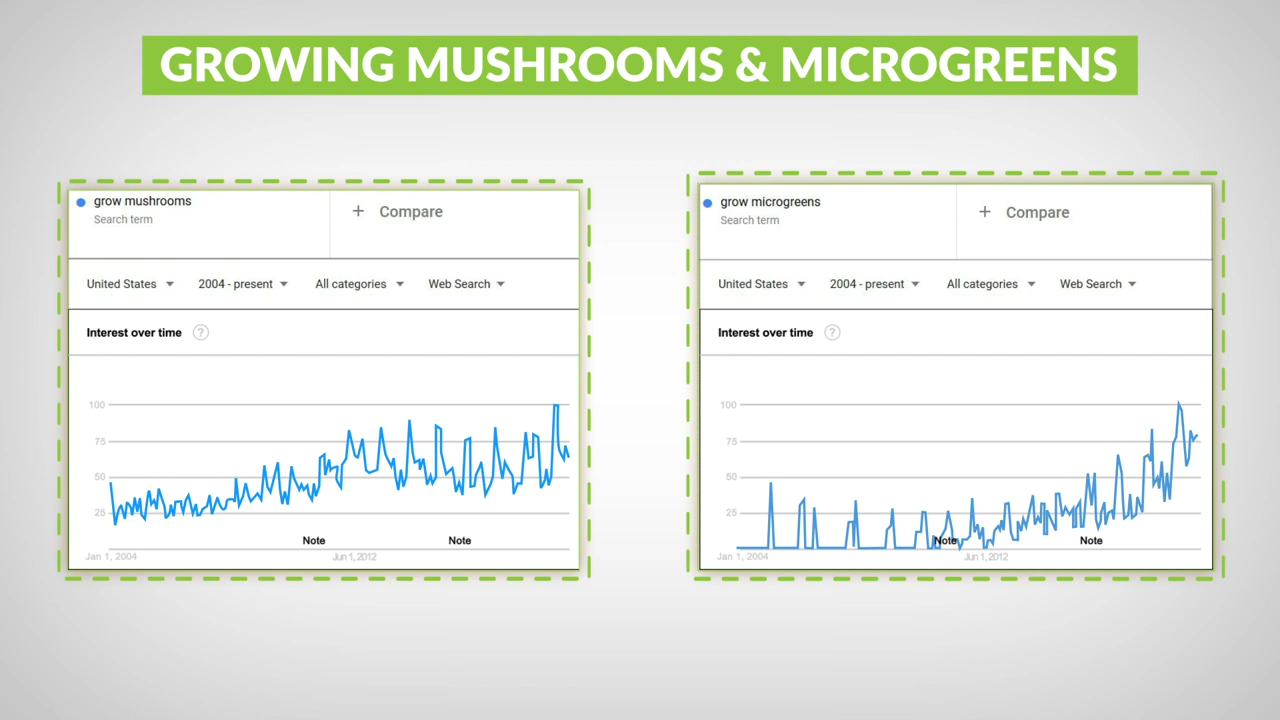 GROWING MUSHROOMS & MICROGREENS
grow mushrooms
Search term
+ Compare
United States
2004 - present
All categories
Web Search
Interest over time ?
100
75
50
25
Note
Note
Jan 1, 2004
Jun 1, 2012
grow microgreens
Search term
+ Compare
United States
2004 - present
All categories
Web Search
Interest over time ?
100
75
50
25
Note
Note
Jan 1, 2004
Jun 1, 2012